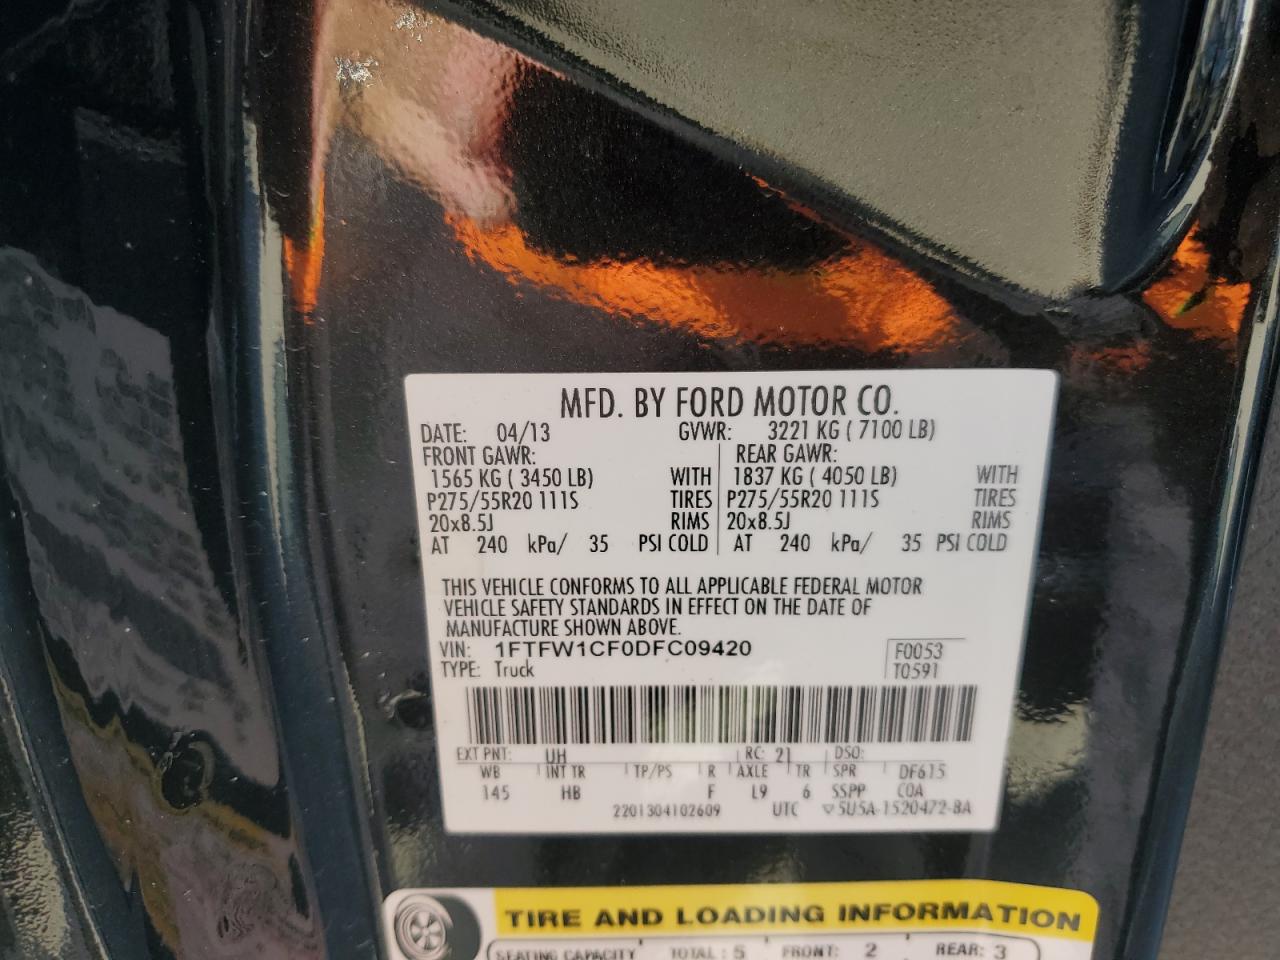 MFD. BY FORD MOTOR CO.
DATE: 04/13 GVWR: 3221 KG ( 7100 LB)
FRONT GAWR: REAR GAWR:
1565 KG ( 3450 LB) WITH 1837 KG ( 4050 LB) WITH
P275/55R20 111S TIRES P275/55R20 111S TIRES
20x8.5J RIMS 20x8.5J RIMS
AT 240 kPa/ 35 PSI COLD AT 240 kPa/ 35 PSI COLD
THIS VEHICLE CONFORMS TO ALL APPLICABLE FEDERAL MOTOR
VEHICLE SAFETY STANDARDS IN EFFECT ON THE DATE OF
MANUFACTURE SHOWN ABOVE.
VIN: 1FTFW1CF0DFC09420 F0053
TYPE: Truck T0591
EXT PNT: UH RC: 21 DSO:
WB INT TR TP/PS R AXLE TR SPR DF615
145 HB F L9 6 SSPP COA
2201304102609 UTC ▽5U5A-1520472-BA
TIRE AND LOADING INFORMATION
SEATING CAPACITY TOTAL : 5 FRONT: 2 REAR: 3